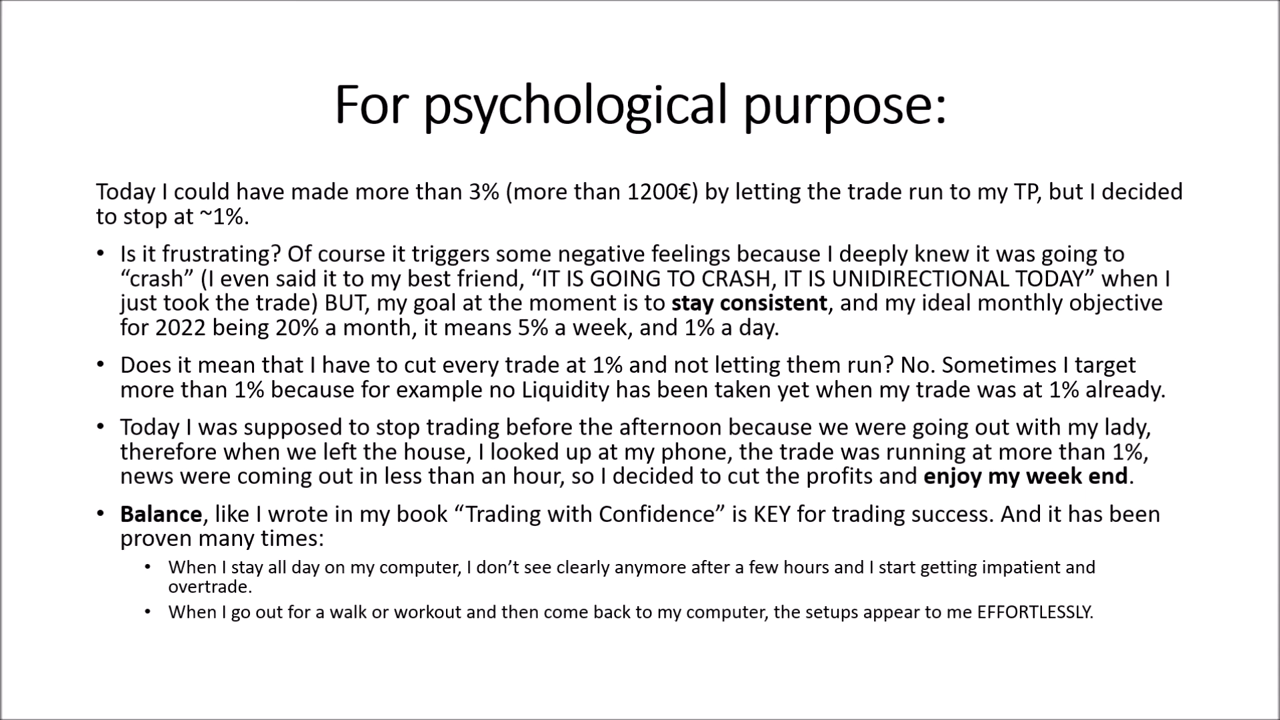 For psychological purpose:
Today I could have made more than 3% (more than 1200€) by letting the trade run to my TP, but I decided
to stop at ~1%.
• Is it frustrating? Of course it triggers some negative feelings because I deeply knew it was going to
“crash” (I even said it to my best friend, “IT IS GOING TO CRASH, IT IS UNIDIRECTIONAL TODAY” when I
just took the trade) BUT, my goal at the moment is to stay consistent, and my ideal monthly objective
for 2022 being 20% a month, it means 5% a week, and 1% a day.
• Does it mean that I have to cut every trade at 1% and not letting them run? No. Sometimes I target
more than 1% because for example no Liquidity has been taken yet when my trade was at 1% already.
• Today I was supposed to stop trading before the afternoon because we were going out with my lady,
therefore when we left the house, I looked up at my phone, the trade was running at more than 1%,
news were coming out in less than an hour, so I decided to cut the profits and enjoy my week end.
• Balance, like I wrote in my book “Trading with Confidence” is KEY for trading success. And it has been
proven many times:
• When I stay all day on my computer, I don’t see clearly anymore after a few hours and I start getting impatient and
overtrade.
• When I go out for a walk or workout and then come back to my computer, the setups appear to me EFFORTLESSLY.